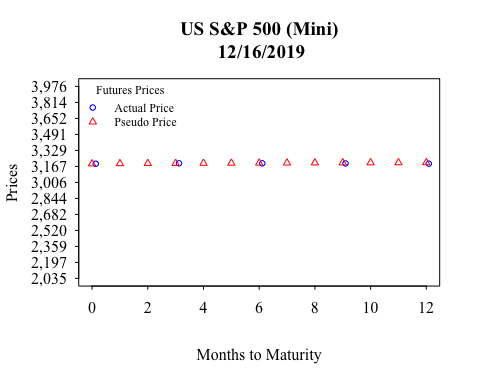 US S&P 500 (Mini)
12/16/2019
Futures Prices
Actual Price
Pseudo Price
Prices
3,976
3,814
3,652
3,491
3,329
3,167
3,006
2,844
2,682
2,520
2,359
2,197
2,035
0 2 4 6 8 10 12
Months to Maturity